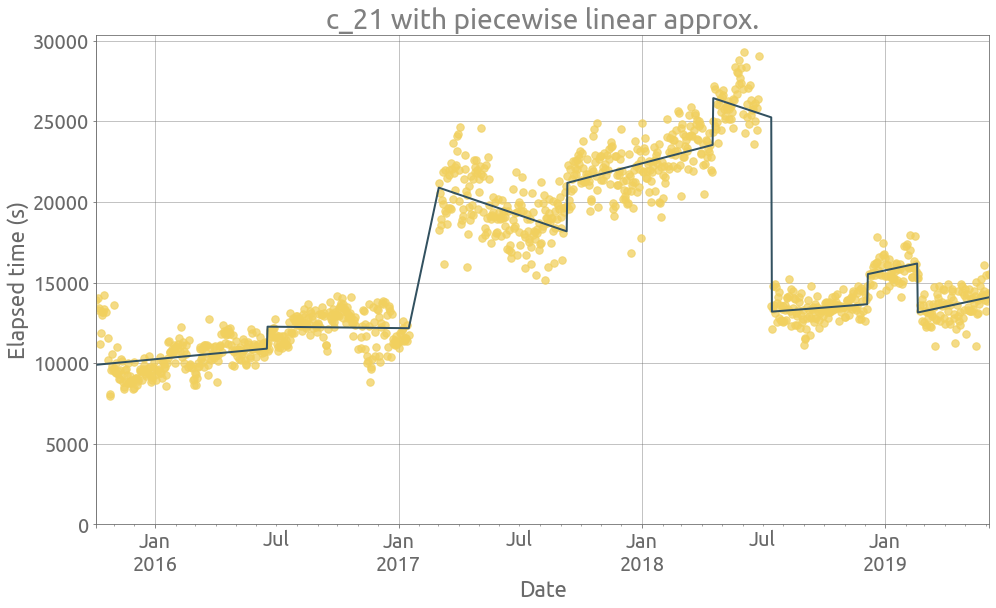 c_21 with piecewise linear approx.
30000
25000
20000
15000
10000
5000
0
Elapsed time (s)
Jan
2016
Jul
Jan
2017
Jul
Jan
2018
Jul
Jan
2019
Date